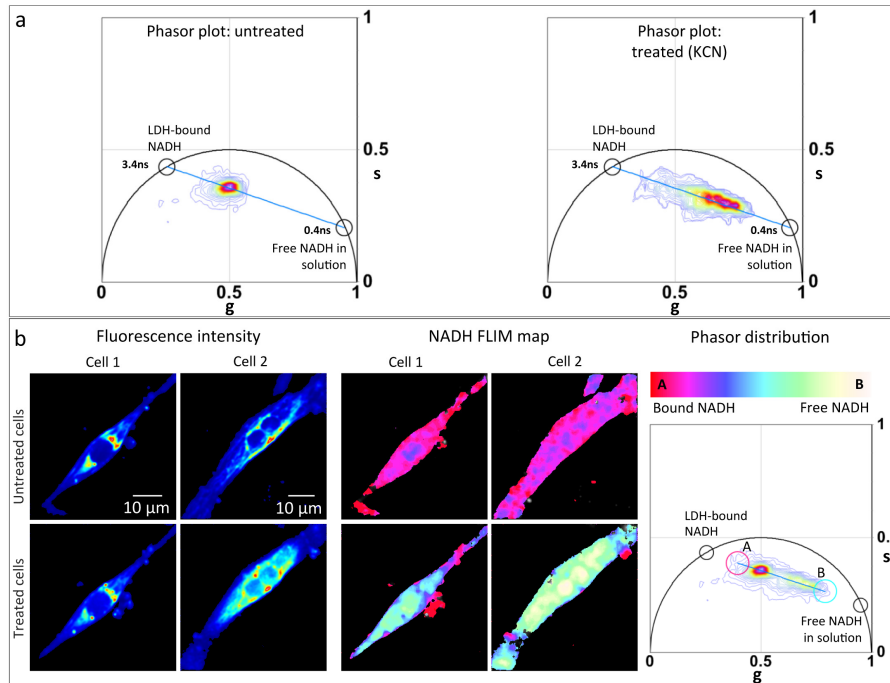 a
Phasor plot: untreated
1
LDH-bound
NADH
3.4ns
0.5
s
0.4ns
Free NADH in
solution
0
0
0.5
1
g
Phasor plot:
treated (KCN)
1
LDH-bound
NADH
3.4ns
0.5
s
0.4ns
Free NADH in
solution
0
0
0.5
1
g
b
Fluorescence intensity
NADH FLIM map
Phasor distribution
Cell 1
Cell 2
Cell 1
Cell 2
A
B
Bound NADH
Free NADH
Untreated cells
10 µm
10 µm
Treated cells
1
LDH-bound
NADH
A
0.
s
B
Free NADH
in solution
0
0
0.5
1
g